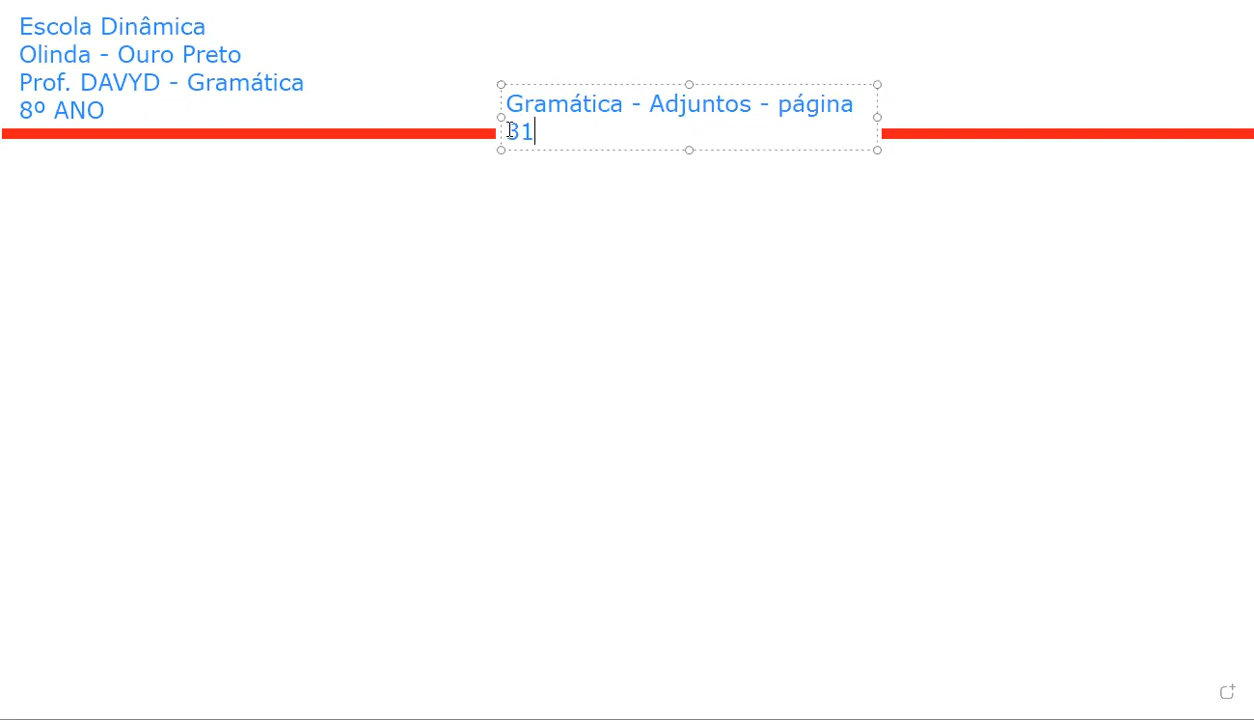 Escola Dinâmica
Olinda - Ouro Preto
Prof. DAVYD - Gramática
8º ANO
Gramática - Adjuntos - página
31